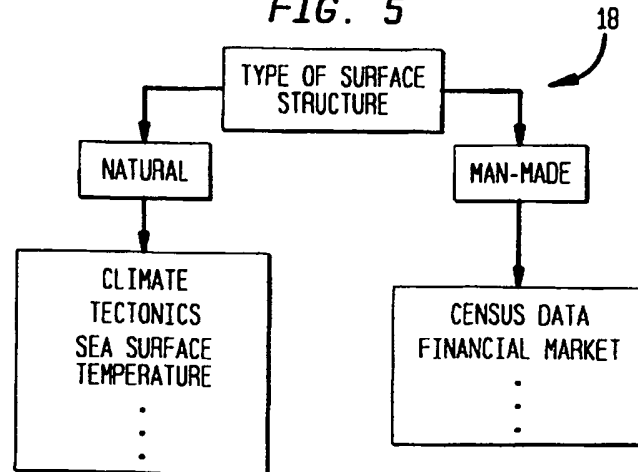 FIG. 5
18
TYPE OF SURFACE
STRUCTURE
NATURAL
MAN-MADE
CLIMATE
TECTONICS
SEA SURFACE
TEMPERATURE
CENSUS DATA
FINANCIAL MARKET